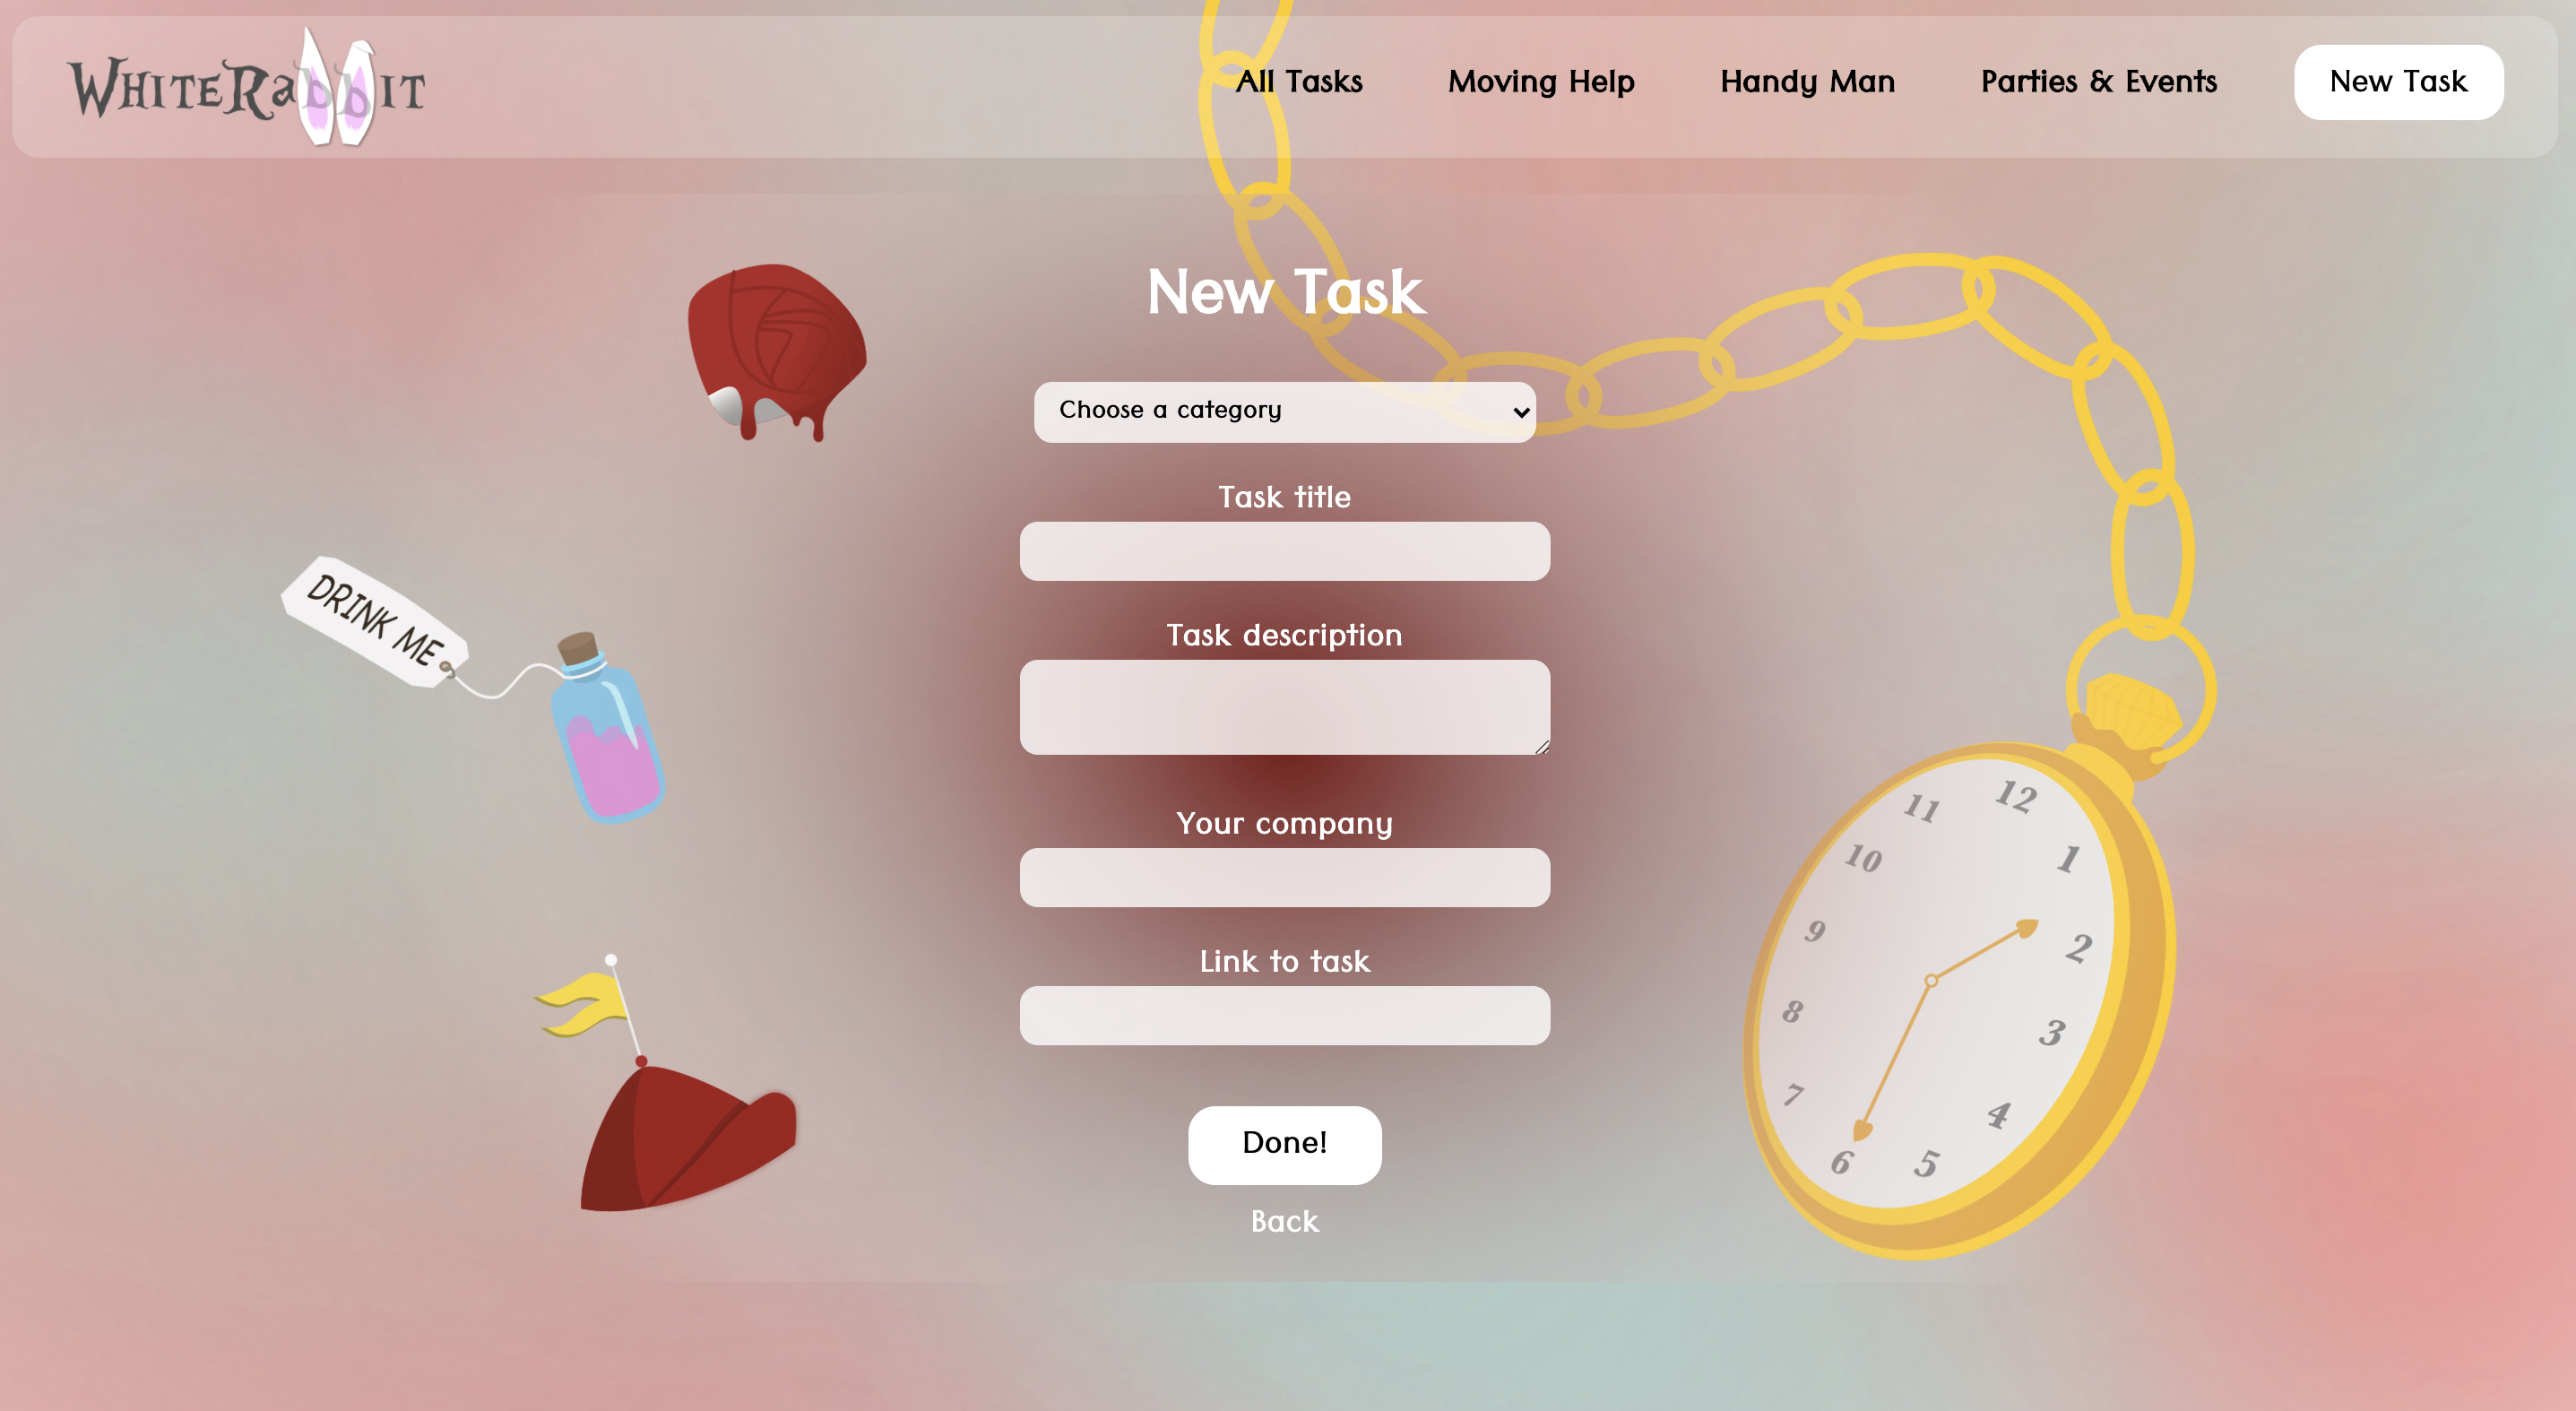 WhiteRabbit
All Tasks
Moving Help
Handy Man
Parties & Events
New Task
New Task
Choose a category
Task title
DRINK ME
Task description
Your company
Link to task
Done!
Back
12
1
2
3
4
5
6
7
8
9
10
11